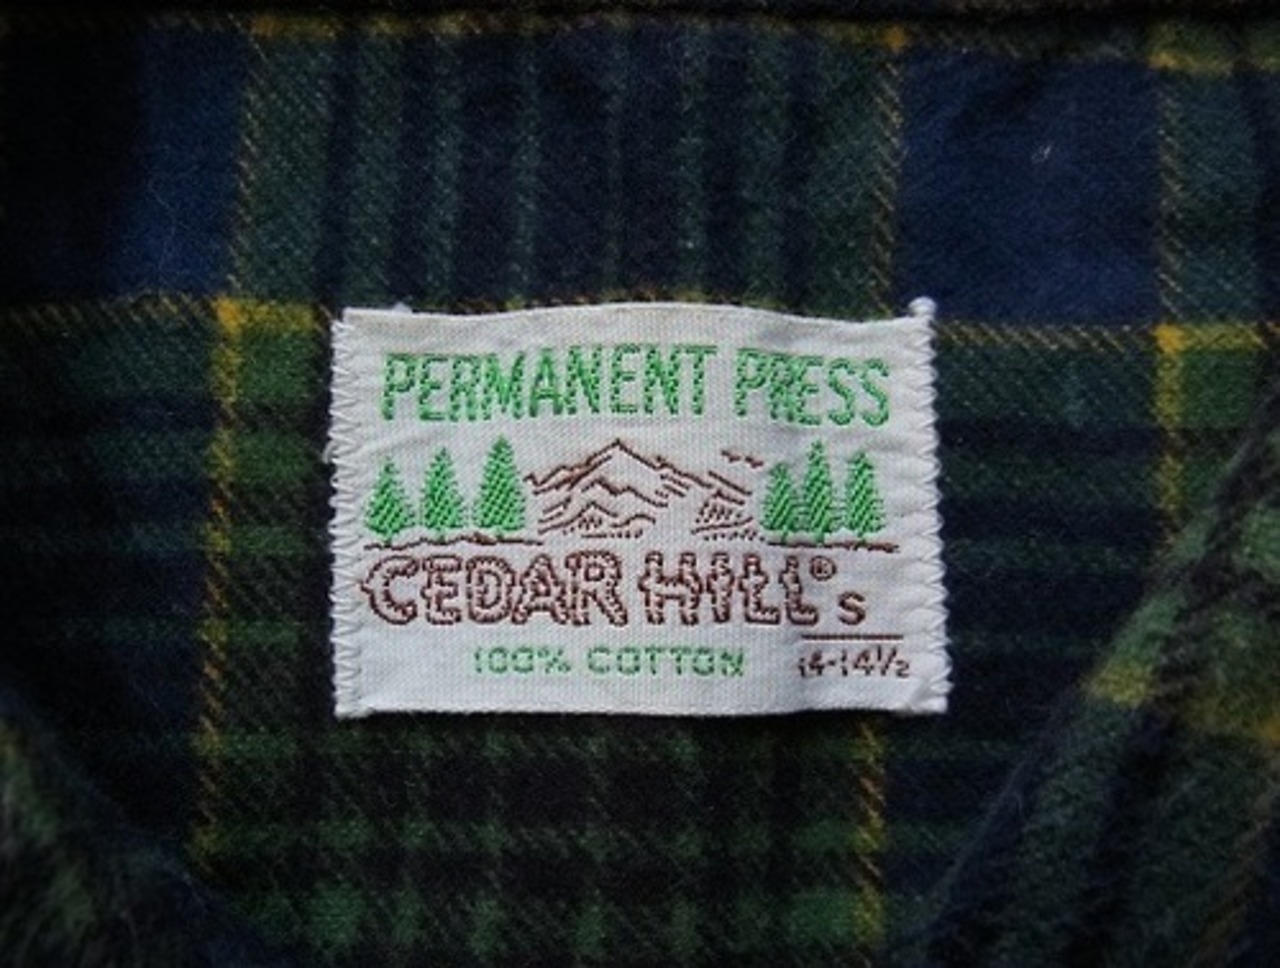 PERMANENT PRESS
CEDAR HILL® S
100% COTTON 14-14½